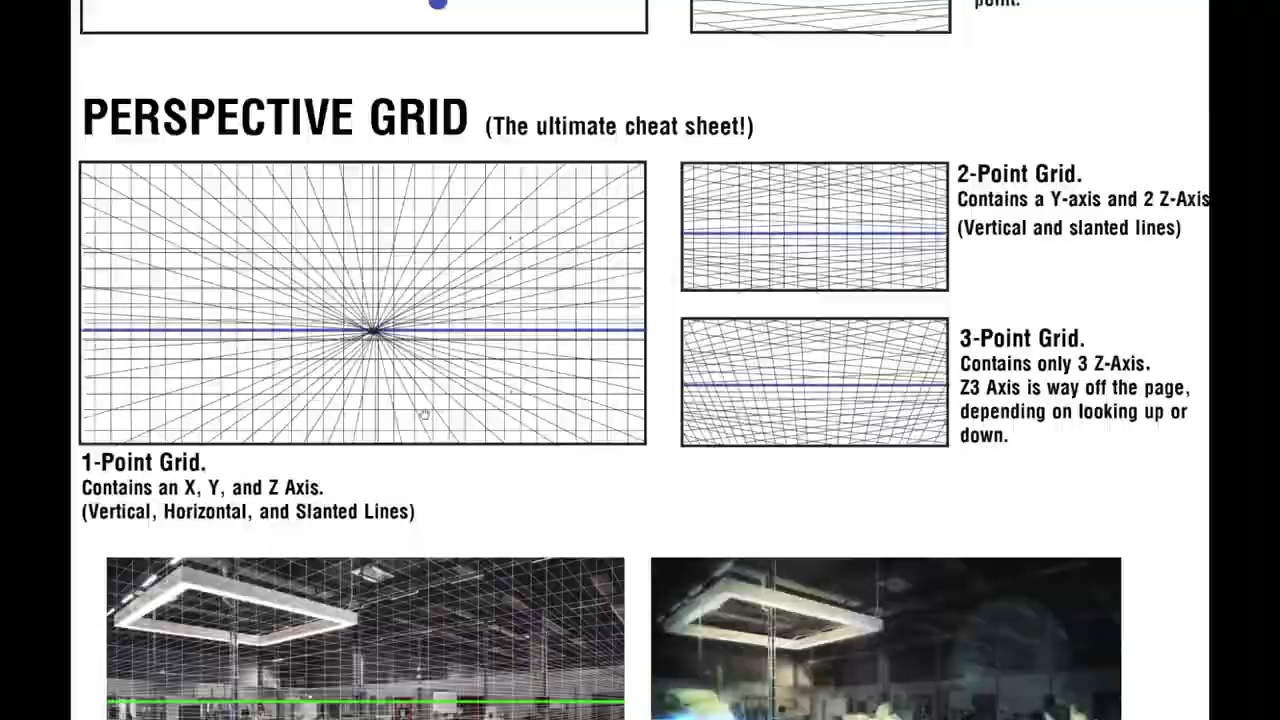 point.
PERSPECTIVE GRID (The ultimate cheat sheet!)
2-Point Grid.
Contains a Y-axis and 2 Z-Axis
(Vertical and slanted lines)
3-Point Grid.
Contains only 3 Z-Axis.
Z3 Axis is way off the page,
depending on looking up or
down.
1-Point Grid.
Contains an X, Y, and Z Axis.
(Vertical, Horizontal, and Slanted Lines)